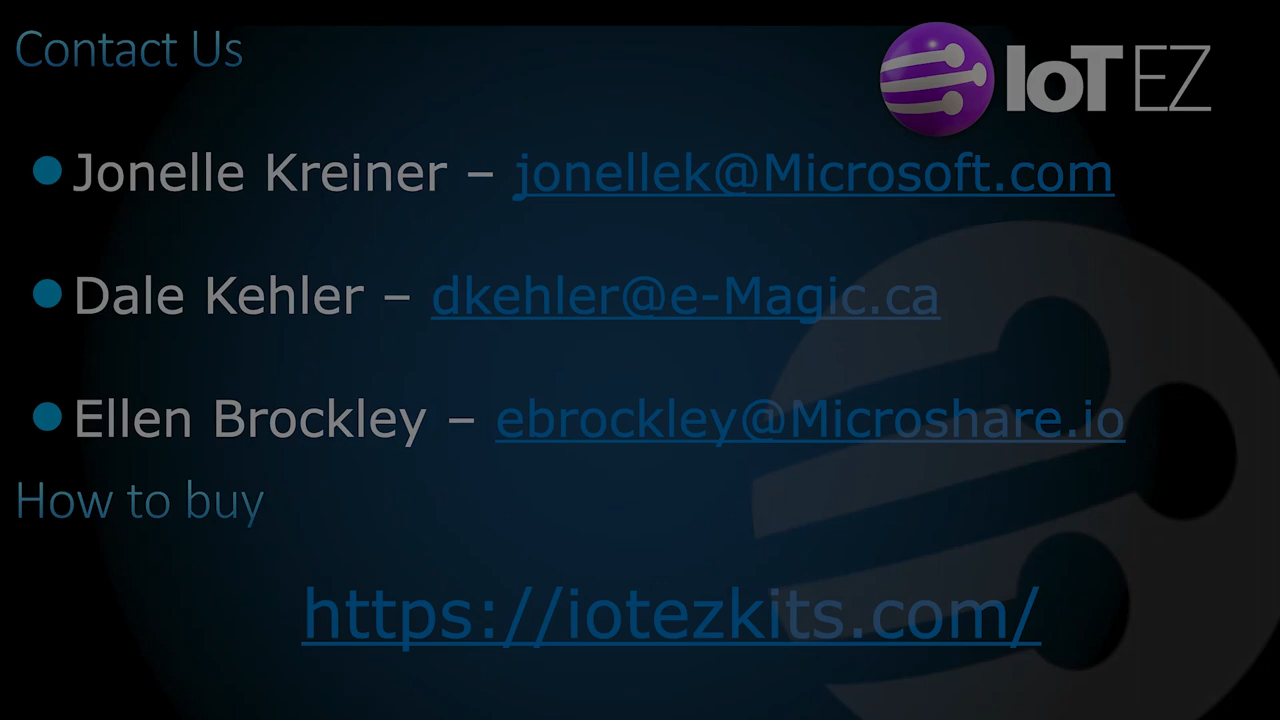 Contact Us
IoT EZ
Jonelle Kreiner – jonellek@Microsoft.com
Dale Kehler – dkehler@e-Magic.ca
Ellen Brockley – ebrockley@Microshare.io
How to buy
https://iotezkits.com/